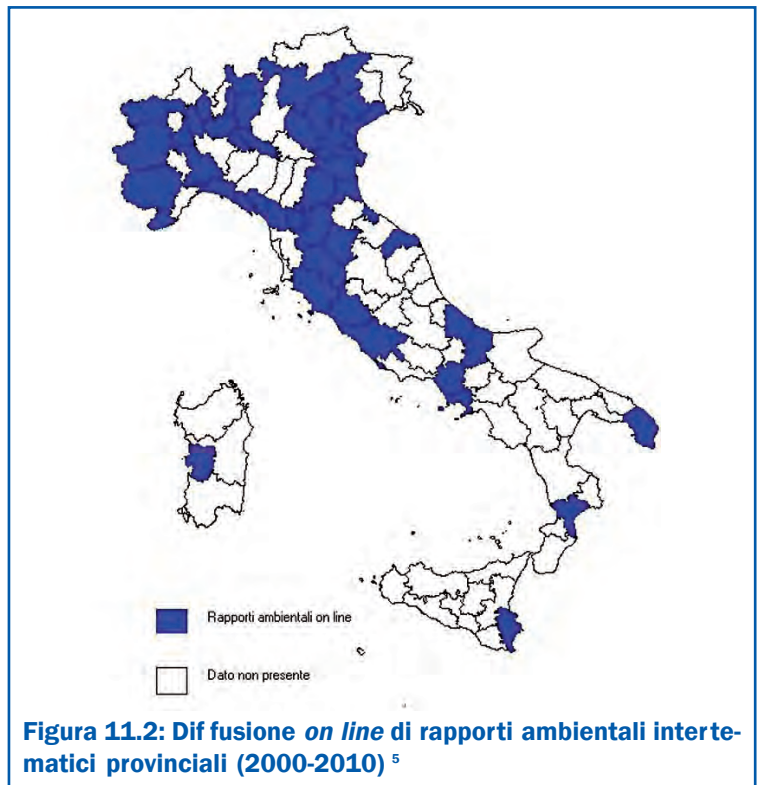 Rapporti ambientali on line
Dato non presente
Figura 11.2: Dif fusione on line di rapporti ambientali interte-
matici provinciali (2000-2010) 5